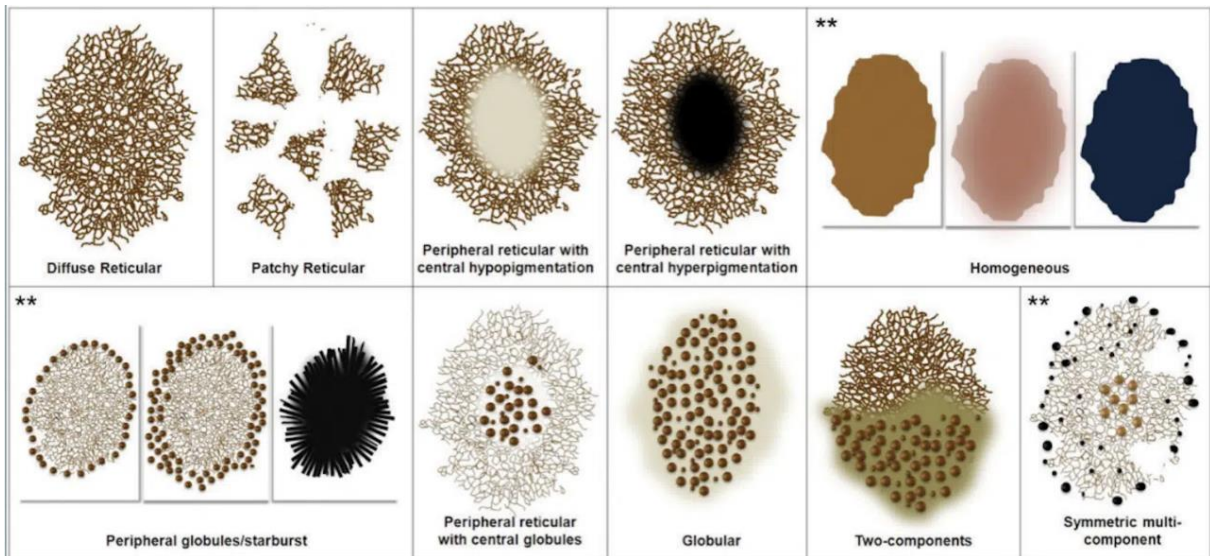 **
Diffuse Reticular
Patchy Reticular
Peripheral reticular with
central hypopigmentation
Peripheral reticular with
central hyperpigmentation
Homogeneous
**
**
Peripheral globules/starburst
Peripheral reticular
with central globules
Globular
Two-components
Symmetric multi-
component